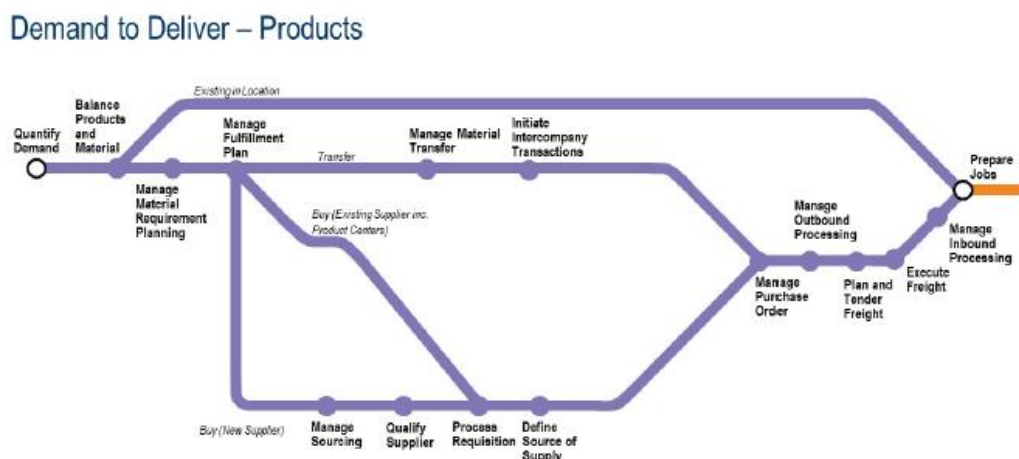 Demand to Deliver – Products
Existing in Location
Balance
Products
and
Material
Quantify
Demand
Manage
Fulfillment
Plan
Transfer
Manage Material
Transfer
Initiate
Intercompany
Transactions
Prepare
Jobs
Manage
Material
Requirement
Planning
Buy (Existing Supplier inc.
Product Centers)
Manage
Outbound
Processing
Manage
Inbound
Processing
Manage
Purchase
Order
Plan and
Tender
Freight
Execute
Freight
Buy (New Supplier)
Manage
Sourcing
Qualify
Supplier
Process
Requisition
Define
Source of
Supply